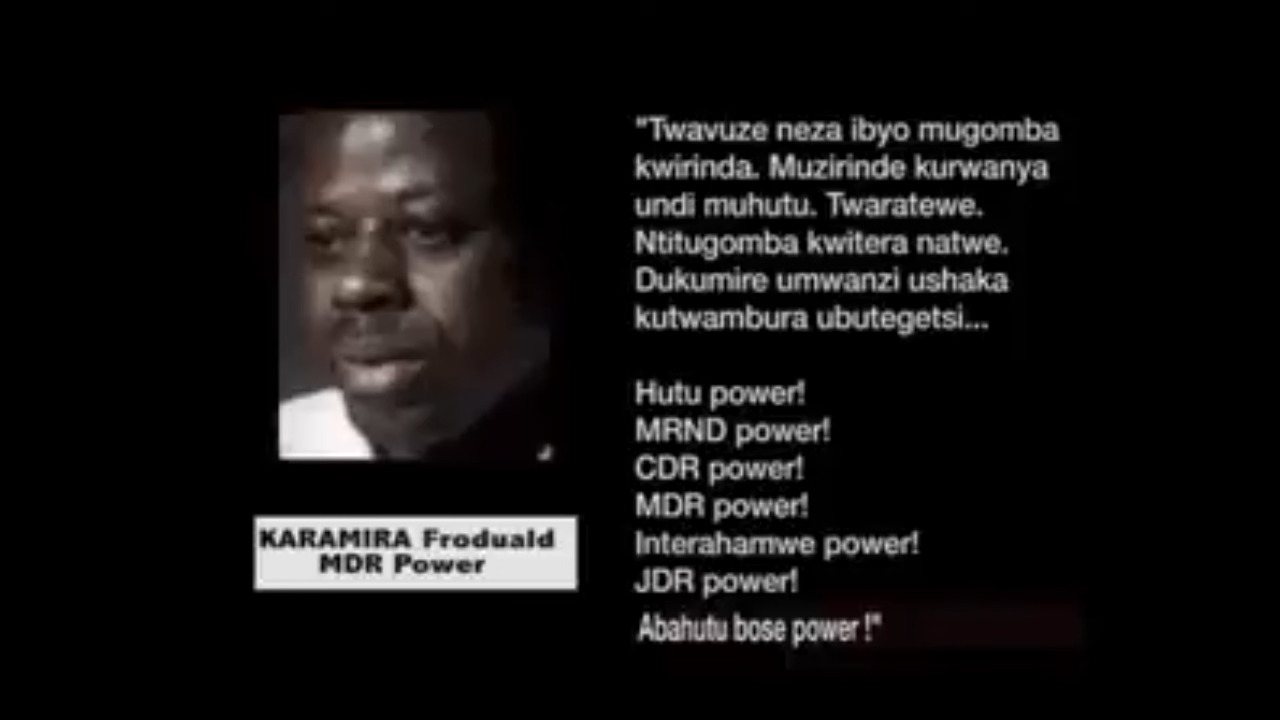 "Twavuze neza ibyo mugomba
kwirinda. Muzirinde kurwanya
undi muhutu. Twaratewe.
Ntitugomba kwitera natwe.
Dukumire umwanzi ushaka
kutwambura ubutegetsi...
Hutu power!
MRND power!
CDR power!
MDR power!
Interahamwe power!
JDR power!
Abahutu bose power !"
KARAMIRA Froduald
MDR Power